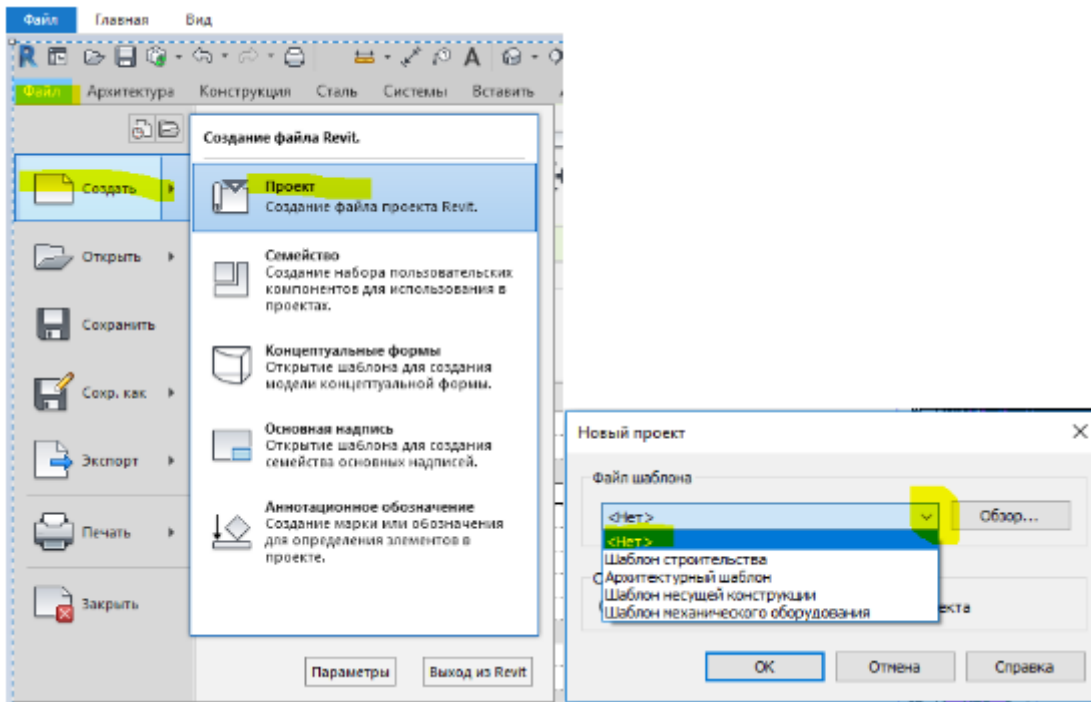 Файл Главная Вид
Файл Архитектура Конструкция Сталь Системы Вставить
Создание файла Revit.
Создать
Проект
Создание файла проекта Revit.
Открыть
Семейство
Создание набора пользовательских
компонентов для использования в
проектах.
Сохранить
Концептуальные формы
Открытие шаблона для создания
модели концептуальной формы.
Сохр. как
Основная надпись
Открытие шаблона для создания
семейства основных надписей.
Экспорт
Аннотационное обозначение
Создание марки или обозначения
для определения элементов в
проекте.
Печать
Закрыть
Параметры Выход из Revit
Новый проект
Файл шаблона
<Нет> Обзор...
<Нет>
Шаблон строительства
Архитектурный шаблон
Шаблон несущей конструкции
Шаблон механического оборудования
OK Отмена Справка